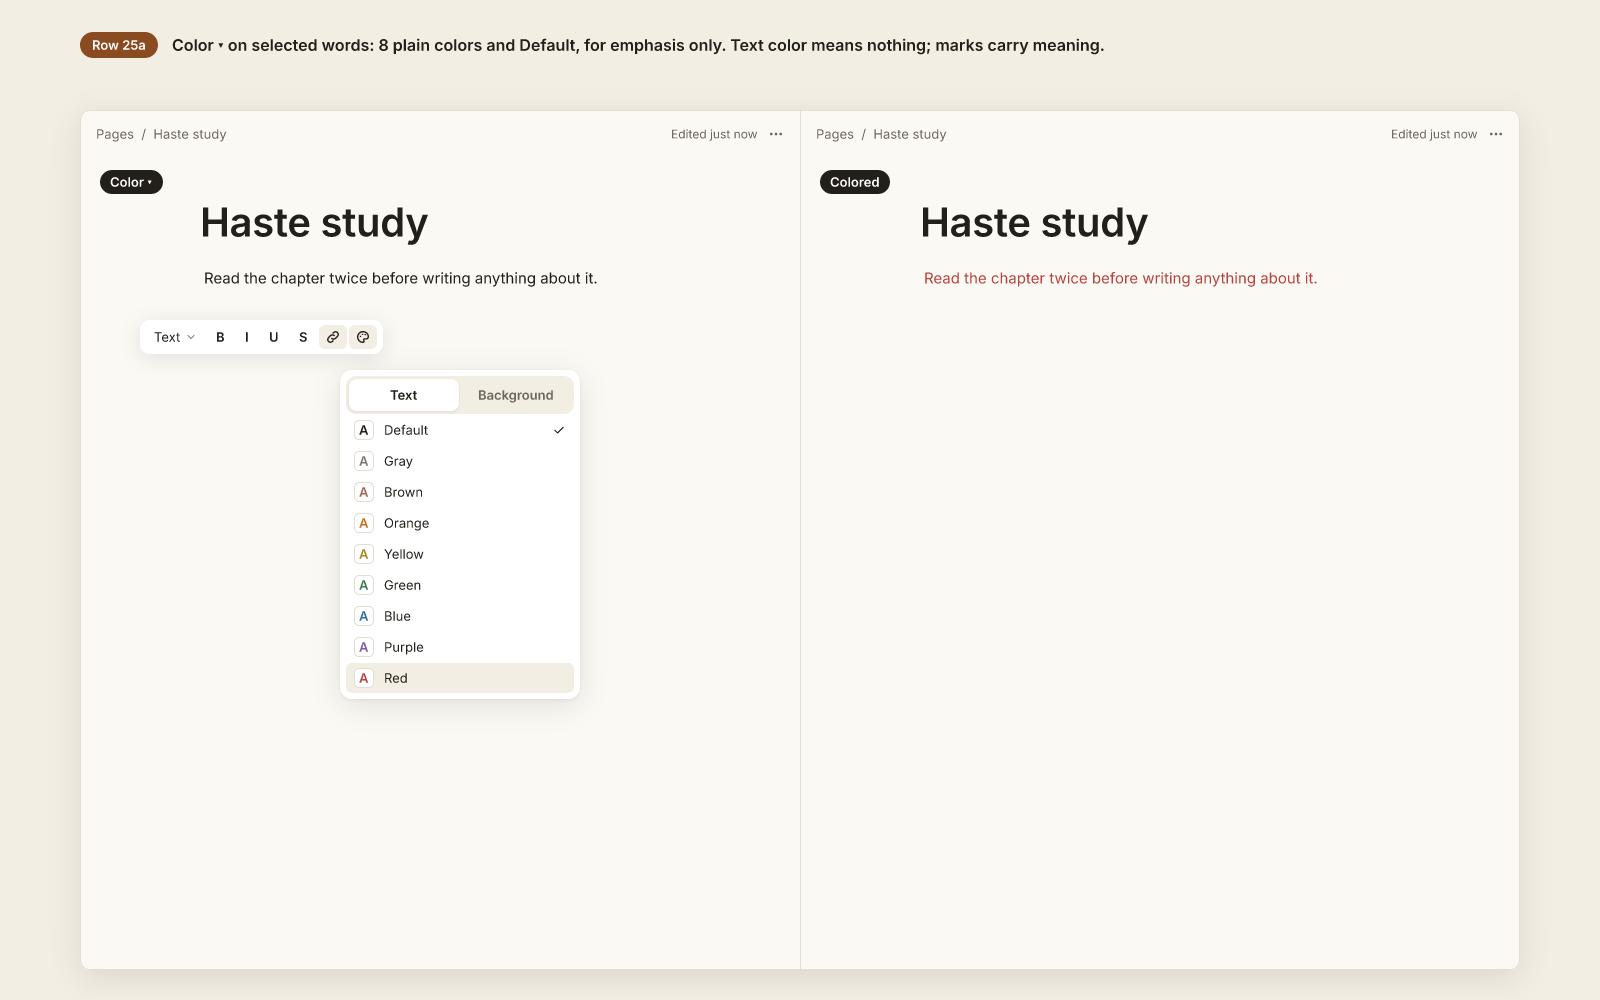 Row 25a
Color ▾ on selected words: 8 plain colors and Default, for emphasis only. Text color means nothing; marks carry meaning.
Pages / Haste study
Edited just now ···
Color ▾
Haste study
Read the chapter twice before writing anything about it.
Text B I U S
Text Background
A Default
A Gray
A Brown
A Orange
A Yellow
A Green
A Blue
A Purple
A Red
Pages / Haste study
Edited just now ···
Colored
Haste study
Read the chapter twice before writing anything about it.